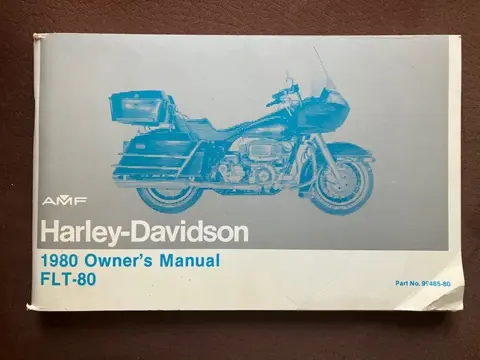 AMF
Harley-Davidson
1980 Owner's Manual
FLT-80
Part No. 99465-80